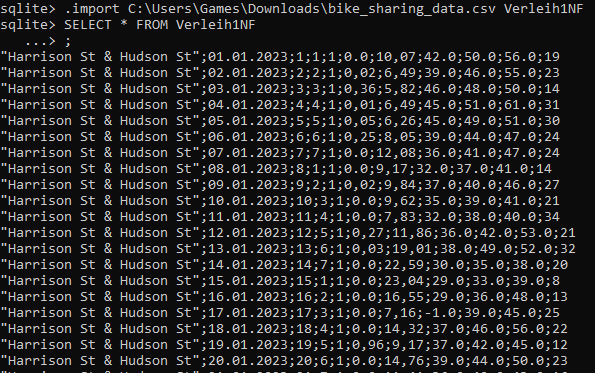 sqlite> .import C:\Users\Games\Downloads\bike_sharing_data.csv Verleih1NF
sqlite> SELECT * FROM Verleih1NF
...> ;
"Harrison St & Hudson St";01.01.2023;1;1;1;0.0;10,07;42.0;50.0;56.0;19
"Harrison St & Hudson St";02.01.2023;2;2;1;0,02;6,49;39.0;46.0;55.0;23
"Harrison St & Hudson St";03.01.2023;3;3;1;0,36;5,82;46.0;48.0;50.0;14
"Harrison St & Hudson St";04.01.2023;4;4;1;0,01;6,49;45.0;51.0;61.0;31
"Harrison St & Hudson St";05.01.2023;5;5;1;0,05;6,26;45.0;49.0;51.0;30
"Harrison St & Hudson St";06.01.2023;6;6;1;0,25;8,05;39.0;44.0;47.0;24
"Harrison St & Hudson St";07.01.2023;7;7;1;0.0;12,08;36.0;41.0;47.0;24
"Harrison St & Hudson St";08.01.2023;8;1;1;0.0;9,17;32.0;37.0;41.0;14
"Harrison St & Hudson St";09.01.2023;9;2;1;0,02;9,84;37.0;40.0;46.0;27
"Harrison St & Hudson St";10.01.2023;10;3;1;0.0;9,62;35.0;39.0;41.0;21
"Harrison St & Hudson St";11.01.2023;11;4;1;0.0;7,83;32.0;38.0;40.0;34
"Harrison St & Hudson St";12.01.2023;12;5;1;0,27;11,86;36.0;42.0;53.0;21
"Harrison St & Hudson St";13.01.2023;13;6;1;0,03;19,01;38.0;49.0;52.0;32
"Harrison St & Hudson St";14.01.2023;14;7;1;0.0;22,59;30.0;35.0;38.0;20
"Harrison St & Hudson St";15.01.2023;15;1;1;0.0;23,04;29.0;33.0;39.0;8
"Harrison St & Hudson St";16.01.2023;16;2;1;0.0;16,55;29.0;36.0;48.0;13
"Harrison St & Hudson St";17.01.2023;17;3;1;0.0;7,16;-1.0;39.0;45.0;25
"Harrison St & Hudson St";18.01.2023;18;4;1;0.0;14,32;37.0;46.0;56.0;22
"Harrison St & Hudson St";19.01.2023;19;5;1;0,96;9,17;37.0;42.0;45.0;12
"Harrison St & Hudson St";20.01.2023;20;6;1;0.0;14,76;39.0;44.0;50.0;23